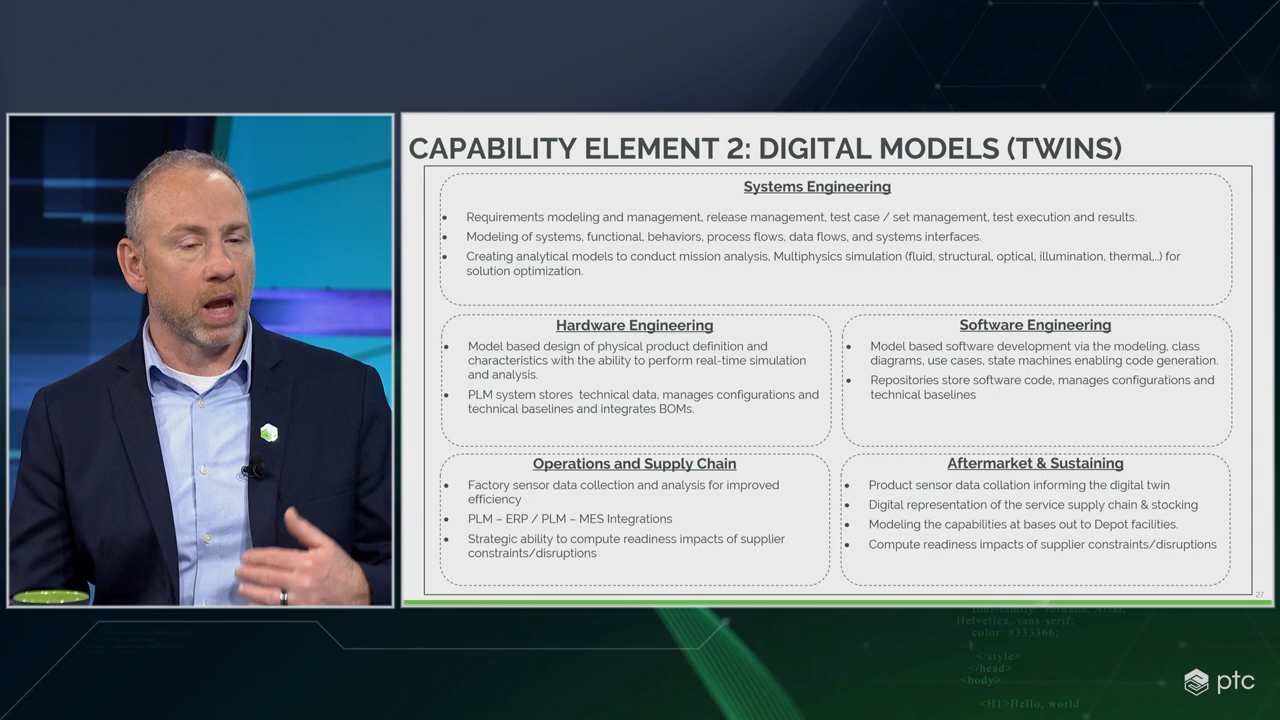 CAPABILITY ELEMENT 2: DIGITAL MODELS (TWINS)
Systems Engineering
• Requirements modeling and management, release management, test case / set management, test execution and results.
• Modeling of systems, functional, behaviors, process flows, data flows, and systems interfaces.
• Creating analytical models to conduct mission analysis, Multiphysics simulation (fluid, structural, optical, illumination, thermal,..) for
solution optimization.
Hardware Engineering
• Model based design of physical product definition and
characteristics with the ability to perform real-time simulation
and analysis.
• PLM system stores technical data, manages configurations and
technical baselines and integrates BOMs.
Software Engineering
• Model based software development via the modeling, class
diagrams, use cases, state machines enabling code generation.
• Repositories store software code, manages configurations and
technical baselines
Operations and Supply Chain
• Factory sensor data collection and analysis for improved
efficiency
• PLM – ERP / PLM – MES Integrations
• Strategic ability to compute readiness impacts of supplier
constraints/disruptions
Aftermarket & Sustaining
• Product sensor data collation informing the digital twin
• Digital representation of the service supply chain & stocking
• Modeling the capabilities at bases out to Depot facilities.
• Compute readiness impacts of supplier constraints/disruptions
27
Helvetica, sans-serif;
color: #333366;
}
</style>
</head>
<body>
<H1>Hello, world
ptc